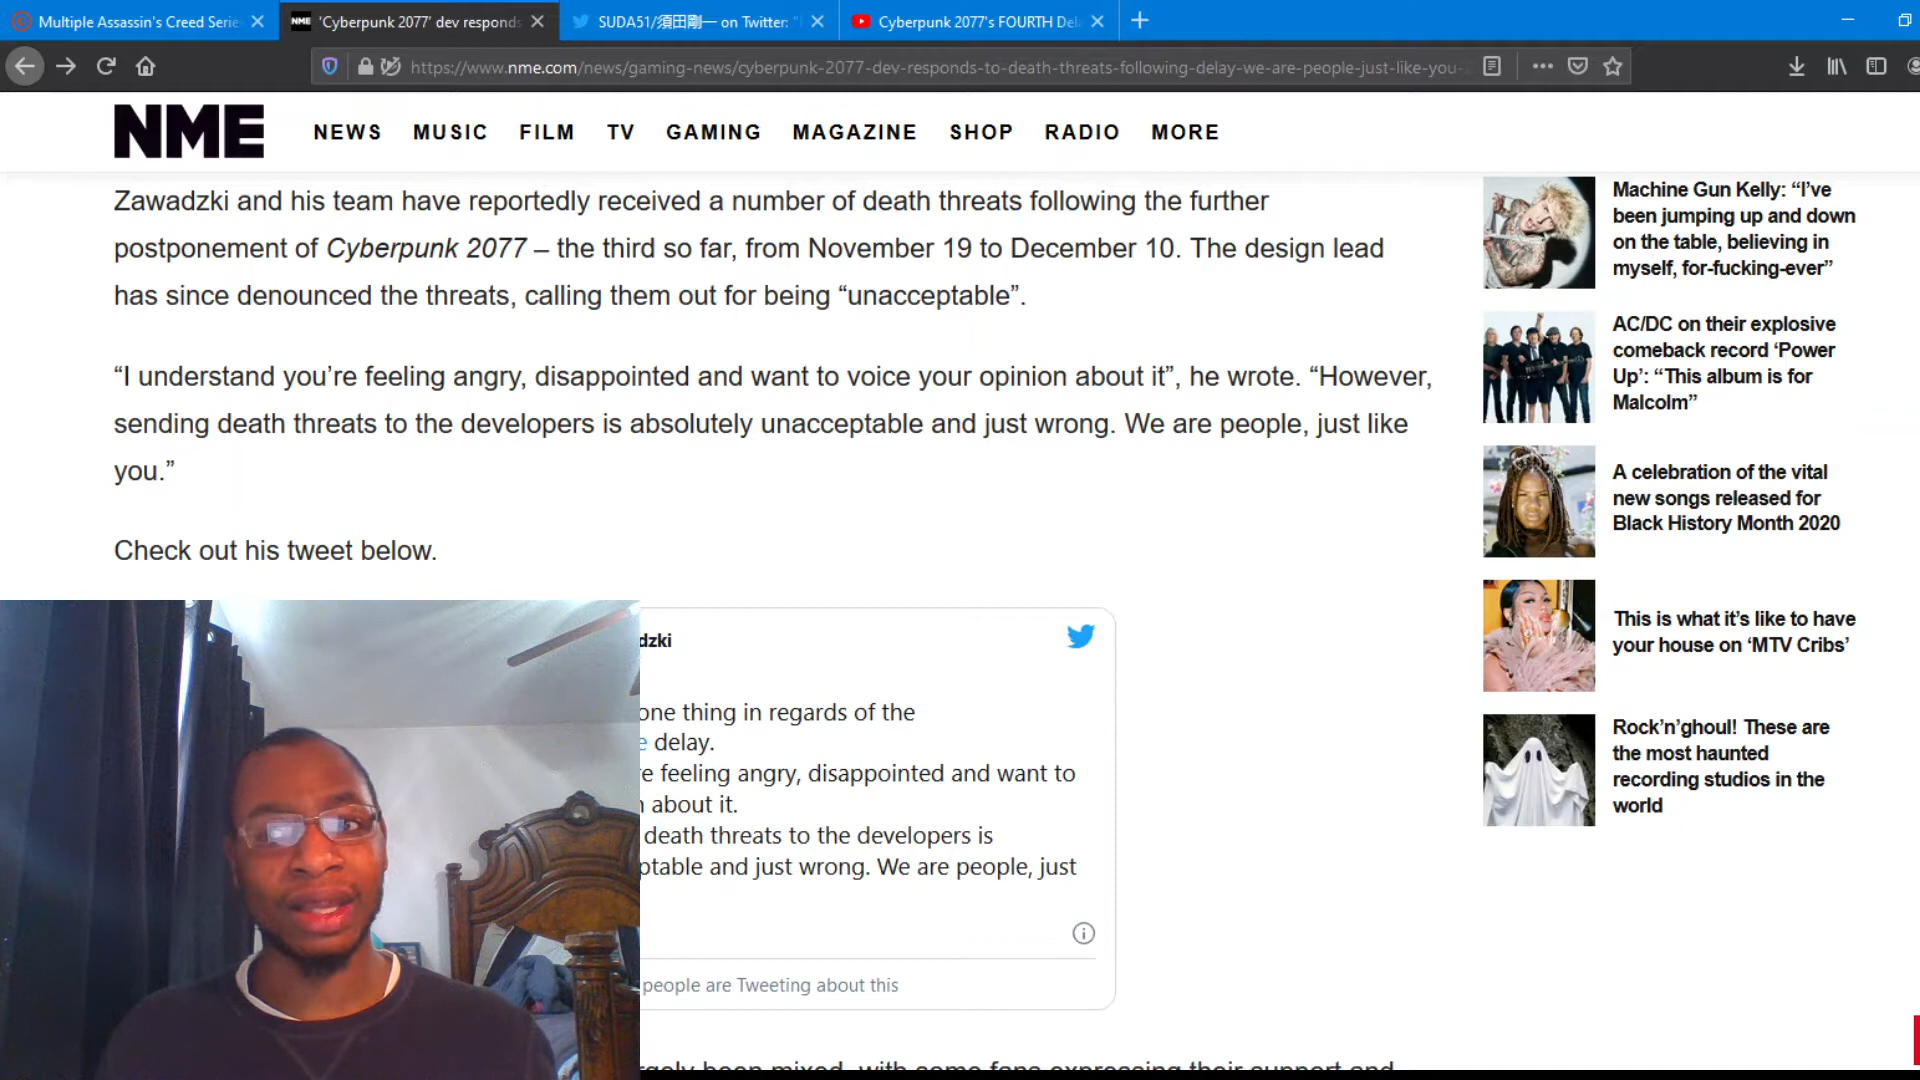 Multiple Assassin's Creed Serie
NME 'Cyberpunk 2077' dev responds
SUDA51/須田剛一 on Twitter: "
Cyberpunk 2077's FOURTH Del
https://www.nme.com/news/gaming-news/cyberpunk-2077-dev-responds-to-death-threats-following-delay-we-are-people-just-like-you-
NME
NEWS MUSIC FILM TV GAMING MAGAZINE SHOP RADIO MORE
Zawadzki and his team have reportedly received a number of death threats following the further
postponement of Cyberpunk 2077 – the third so far, from November 19 to December 10. The design lead
has since denounced the threats, calling them out for being “unacceptable”.
“I understand you’re feeling angry, disappointed and want to voice your opinion about it”, he wrote. “However,
sending death threats to the developers is absolutely unacceptable and just wrong. We are people, just like
you.”
Check out his tweet below.
dzki
one thing in regards of the
e delay.
re feeling angry, disappointed and want to
n about it.
death threats to the developers is
ptable and just wrong. We are people, just
people are Tweeting about this
rgely been mixed, with some fans expressing their support and
Machine Gun Kelly: “I’ve
been jumping up and down
on the table, believing in
myself, for-fucking-ever”
AC/DC on their explosive
comeback record ‘Power
Up’: “This album is for
Malcolm”
A celebration of the vital
new songs released for
Black History Month 2020
This is what it’s like to have
your house on ‘MTV Cribs’
Rock’n’ghoul! These are
the most haunted
recording studios in the
world